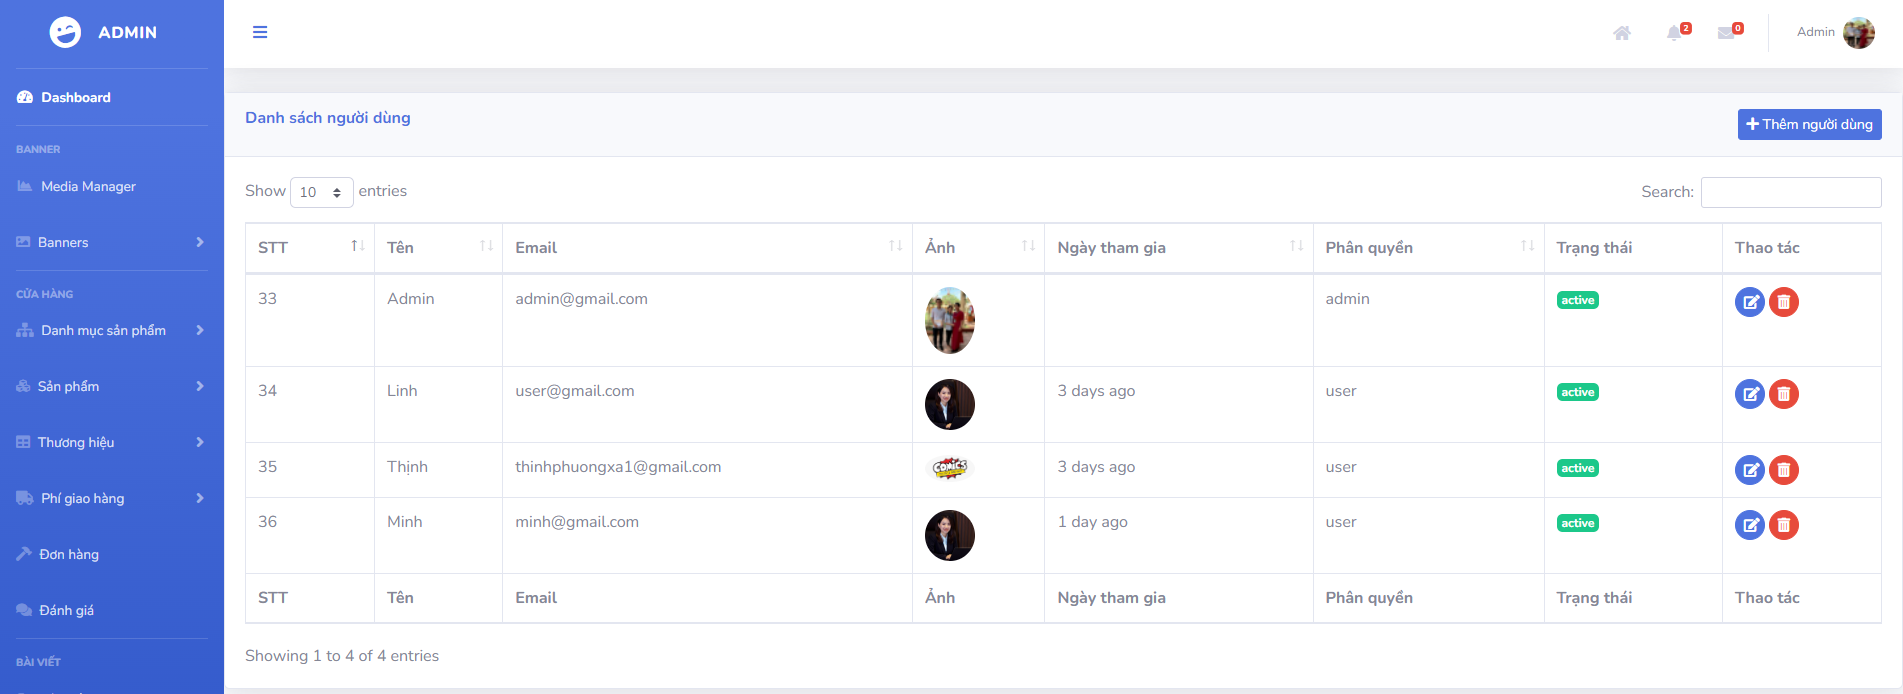 ADMIN
2
0
Admin
Dashboard
Danh sách người dùng
Thêm người dùng
BANNER
Media Manager
Show 10 entries
Search:
Banners
STT Tên Email Ảnh Ngày tham gia Phân quyền Trạng thái Thao tác
CỬA HÀNG
33 Admin admin@gmail.com admin active
Danh mục sản phẩm
Sản phẩm
34 Linh user@gmail.com 3 days ago user active
Thương hiệu
35 Thịnh thinhphuongxa1@gmail.com COMICS 3 days ago user active
Phí giao hàng
36 Minh minh@gmail.com 1 day ago user active
Đơn hàng
Đánh giá
STT Tên Email Ảnh Ngày tham gia Phân quyền Trạng thái Thao tác
BÀI VIẾT
Showing 1 to 4 of 4 entries